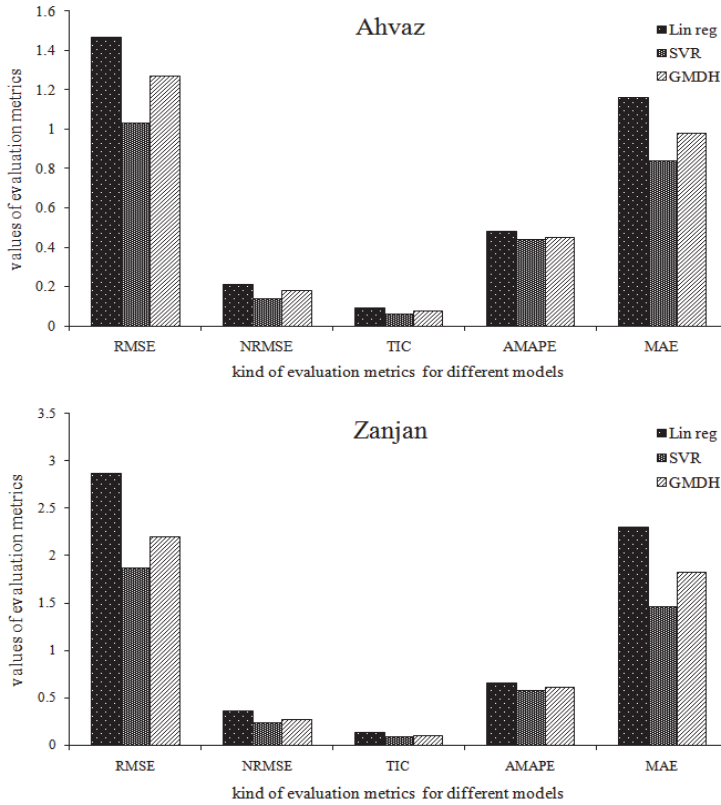 Ahvaz
Lin reg
SVR
GMDH
values of evaluation metrics
1.6
1.4
1.2
1
0.8
0.6
0.4
0.2
0
RMSE NRMSE TIC AMAPE MAE
kind of evaluation metrics for different models
Zanjan
Lin reg
SVR
GMDH
values of evaluation metrics
3.5
3
2.5
2
1.5
1
0.5
0
RMSE NRMSE TIC AMAPE MAE
kind of evaluation metrics for different models